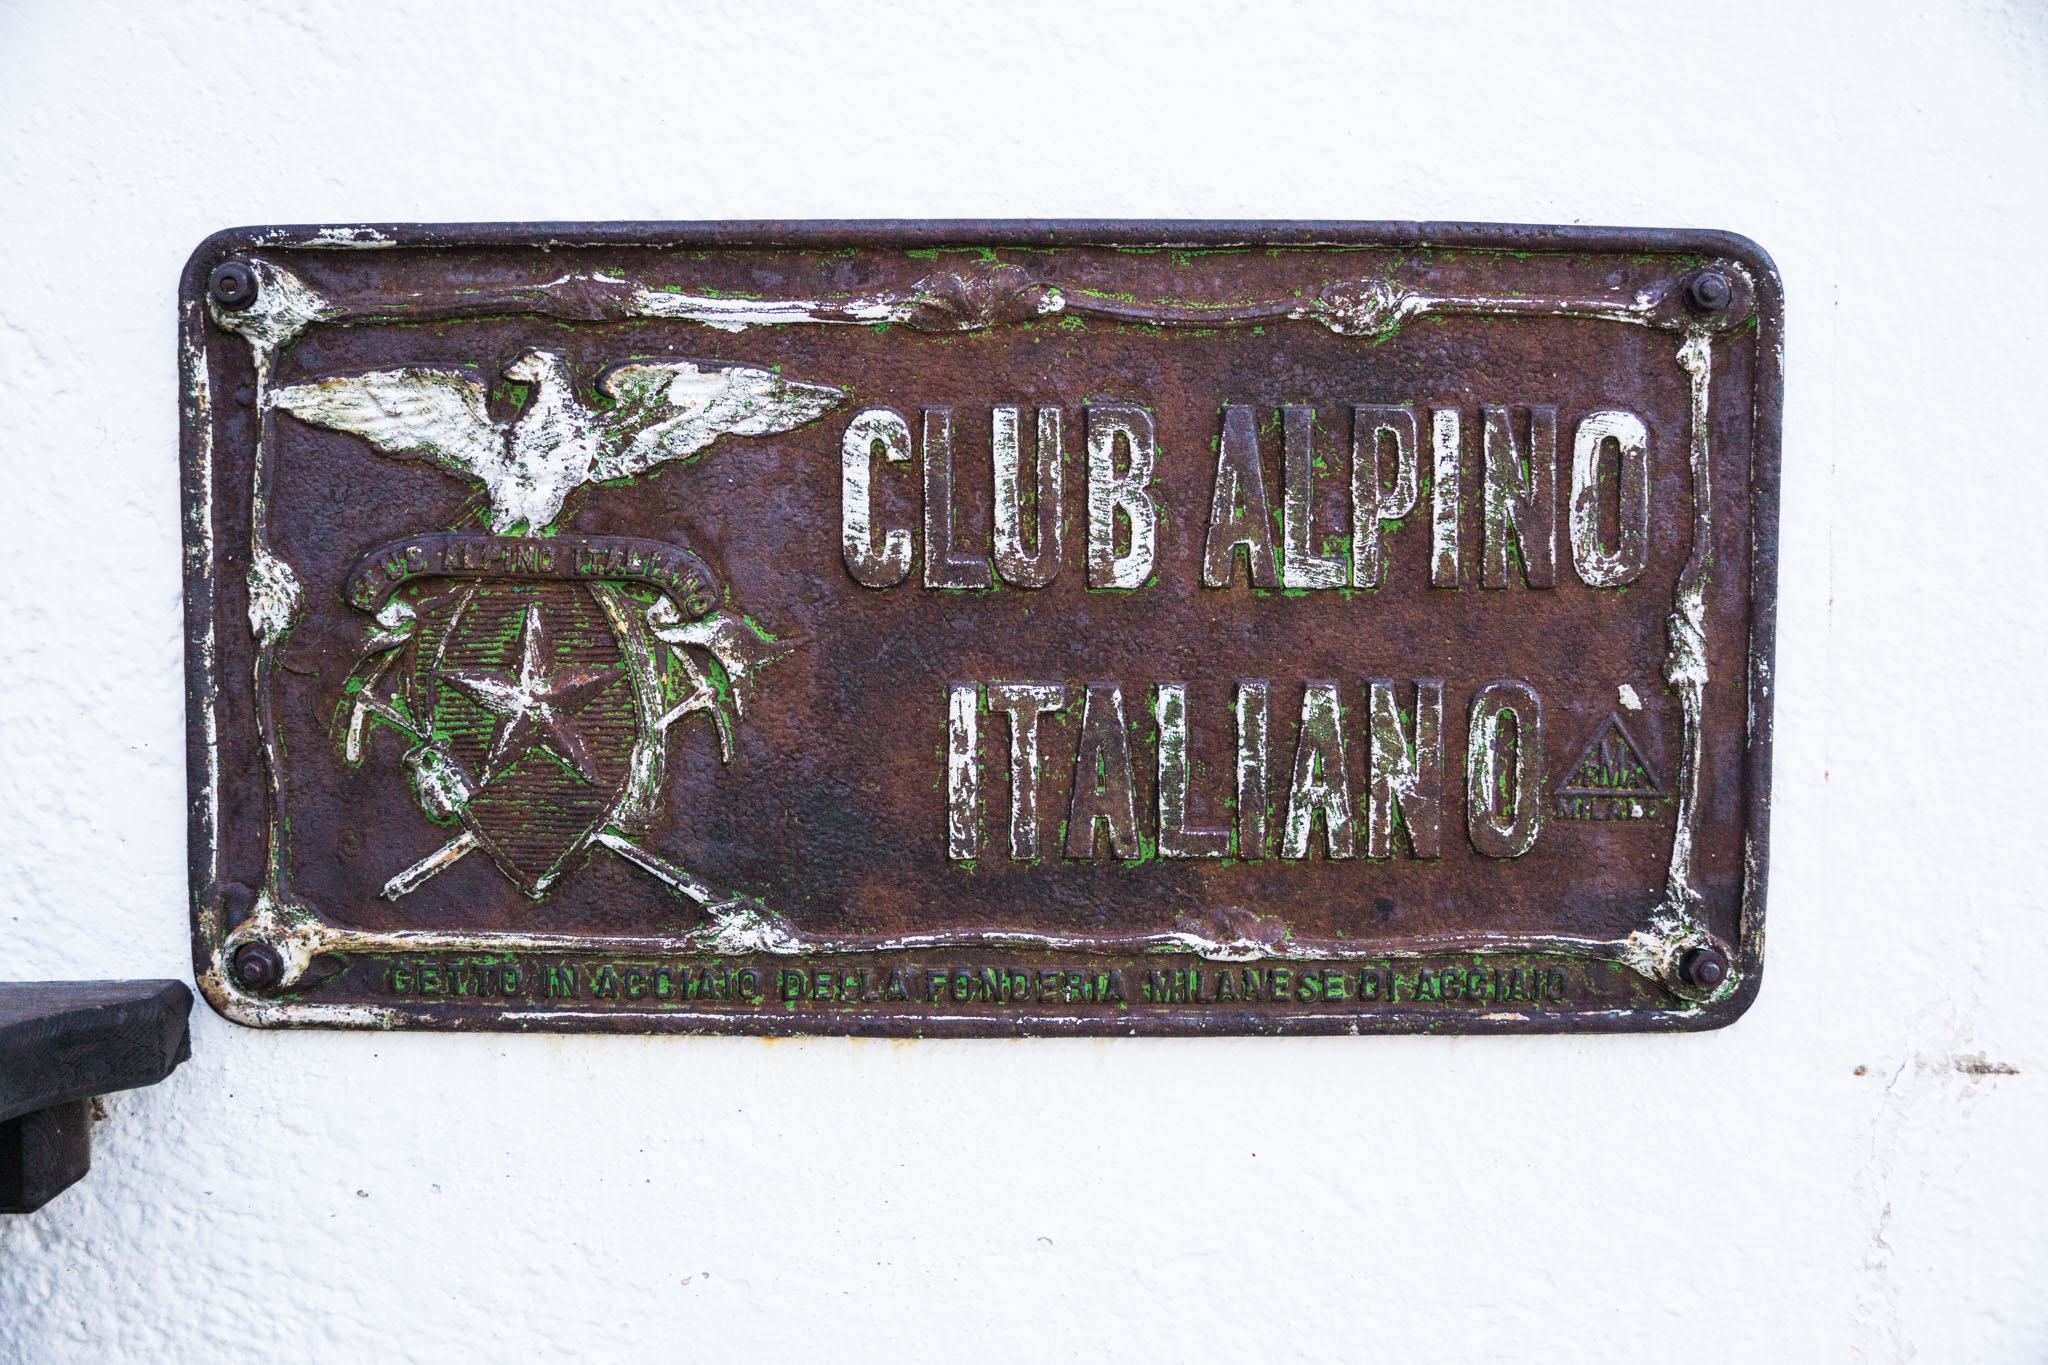 CLUB ALPINO
ITALIANO
CLUB ALPINO ITALIANO
MILANO
GETTO IN ACCIAIO DELLA FONDERIA MILANESE DI ACCIAIO